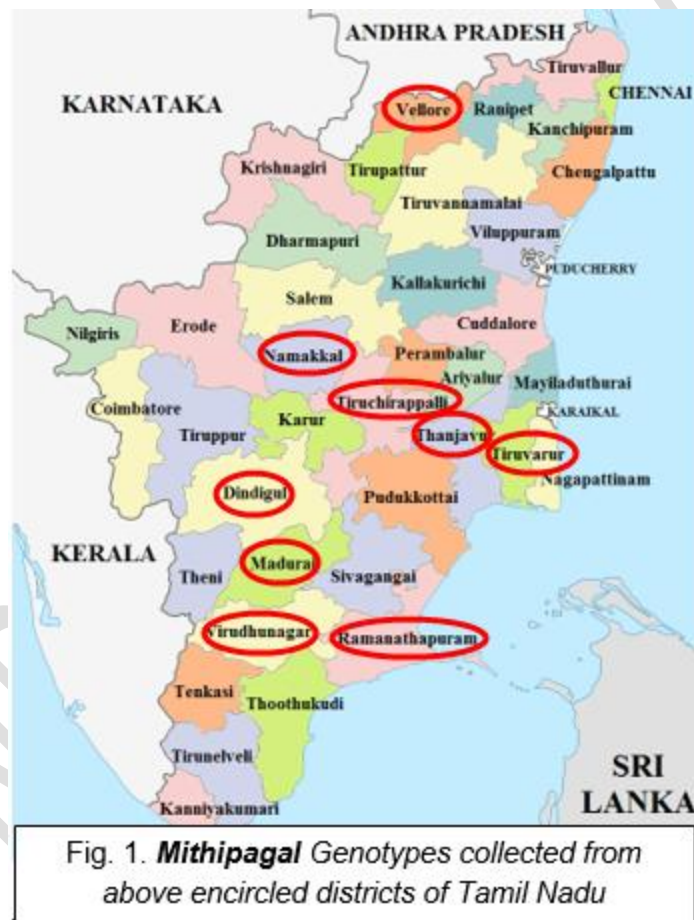 ANDHRA PRADESH
Tiruvallur
KARNATAKA
CHENNAI
Vellore
Ranipet
Kanchipuram
Krishnagiri
Tirupattur
Chengalpattu
Tiruvannamalai
Viluppuram
Dharmapuri
PUDUCHERRY
Kallakurichi
Salem
Cuddalore
Nilgiris
Erode
Namakkal
Perambalur
Ariyalur
Mayiladuthurai
Tiruchirappalli
Coimbatore
KARAIKAL
Karur
Tiruppur
Thanjavu
Tiruvarur
Nagapattinam
Dindigul
Pudukkottai
KERALA
Madurai
Theni
Sivagangai
Virudhunagar
Ramanathapuram
Tenkasi
Thoothukudi
Tirunelveli
SRI
LANKA
Kanniyakumari
Fig. 1. Mithipagal Genotypes collected from
above encircled districts of Tamil Nadu